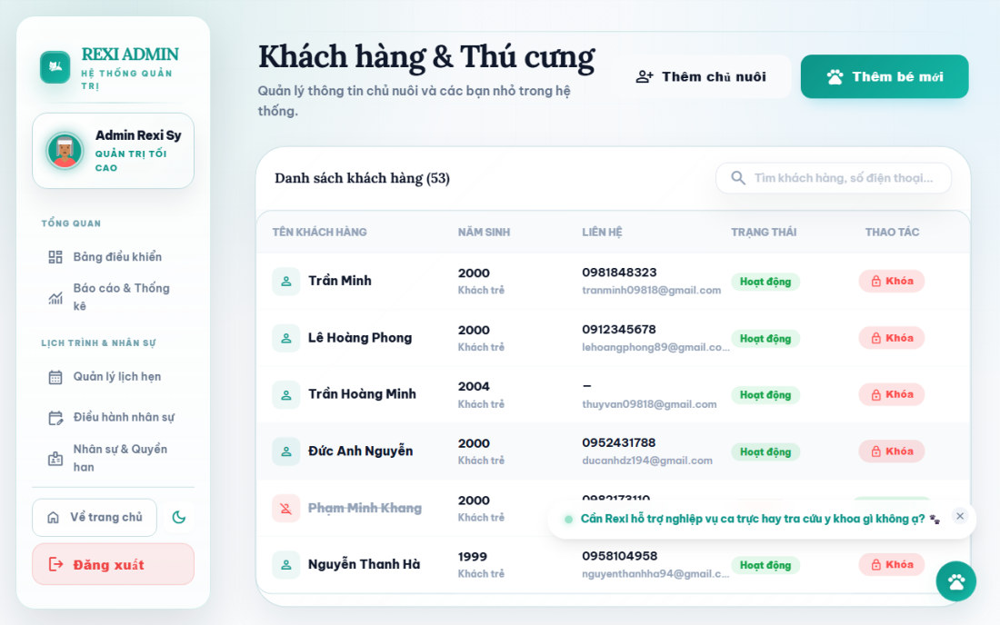 REXI ADMIN
HỆ THỐNG QUẢN
TRỊ
Admin Rexi Sy
QUẢN TRỊ TỐI
CAO
TỔNG QUAN
Bảng điều khiển
Báo cáo & Thống
kê
LỊCH TRÌNH & NHÂN SỰ
Quản lý lịch hẹn
Điều hành nhân sự
Nhân sự & Quyền
hạn
Về trang chủ
Đăng xuất
Khách hàng & Thú cưng
Quản lý thông tin chủ nuôi và các bạn nhỏ trong hệ
thống.
Thêm chủ nuôi
Thêm bé mới
Danh sách khách hàng (53)
Tìm khách hàng, số điện thoại...
TÊN KHÁCH HÀNG NĂM SINH LIÊN HỆ TRẠNG THÁI THAO TÁC
Trần Minh 2000 0981848323 Hoạt động Khóa
Khách trẻ tranminh09818@gmail.com
Lê Hoàng Phong 2000 0912345678 Hoạt động Khóa
Khách trẻ lehoangphong89@gmail.co...
Trần Hoàng Minh 2004 — Hoạt động Khóa
Khách trẻ thuyvan09818@gmail.com
Đức Anh Nguyễn 2000 0952431788 Hoạt động Khóa
Khách trẻ ducanhdz194@gmail.com
Phạm Minh Khang 2000 0982173110
Khách trẻ
Cần Rexi hỗ trợ nghiệp vụ ca trực hay tra cứu y khoa gì không ạ? 🐾
Nguyễn Thanh Hà 1999 0958104958 Hoạt động Khóa
Khách trẻ nguyenthanhha94@gmail.c...